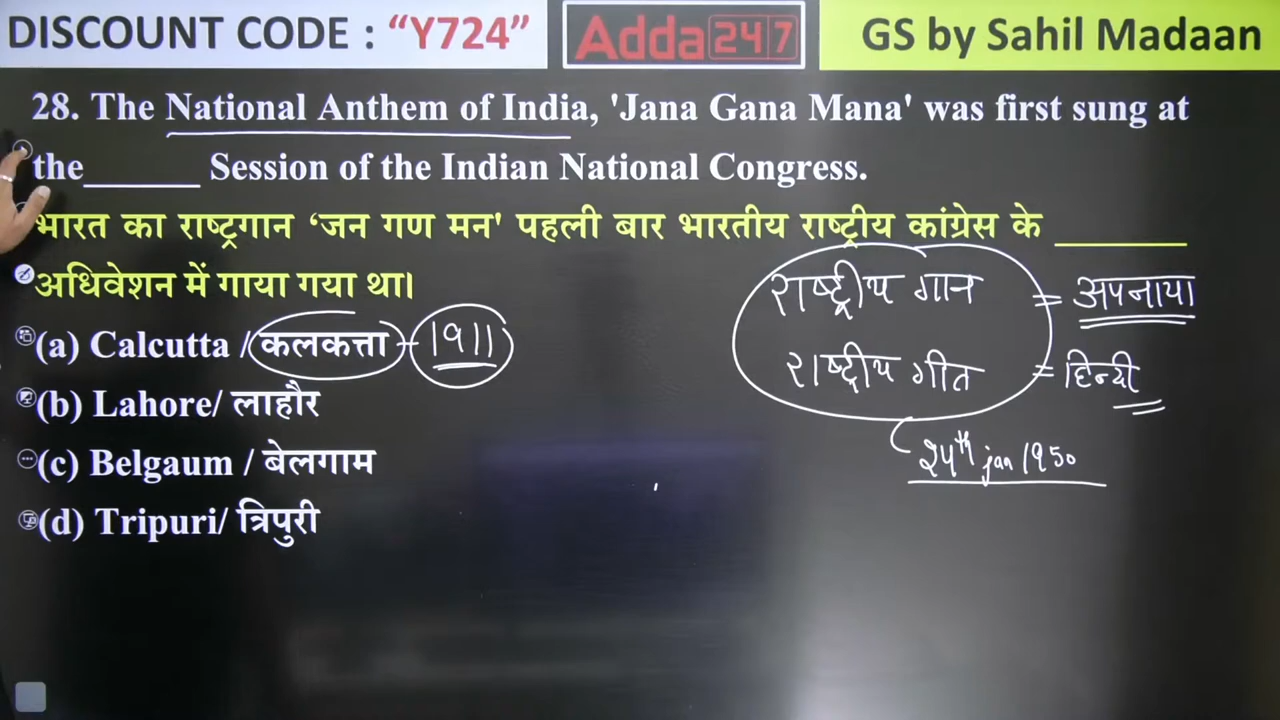 DISCOUNT CODE : “Y724”
Adda247
GS by Sahil Madaan
28. The National Anthem of India, 'Jana Gana Mana' was first sung at
the______ Session of the Indian National Congress.
भारत का राष्ट्रगान ‘जन गण मन' पहली बार भारतीय राष्ट्रीय कांग्रेस के ______
अधिवेशन में गाया गया था।
राष्ट्रीय गान = अपनाया
(a) Calcutta / कलकत्ता - 1911
राष्ट्रीय गीत = हिन्दी
(b) Lahore/ लाहौर
24th jan 1950
(c) Belgaum / बेलगाम
(d) Tripuri/ त्रिपुरी